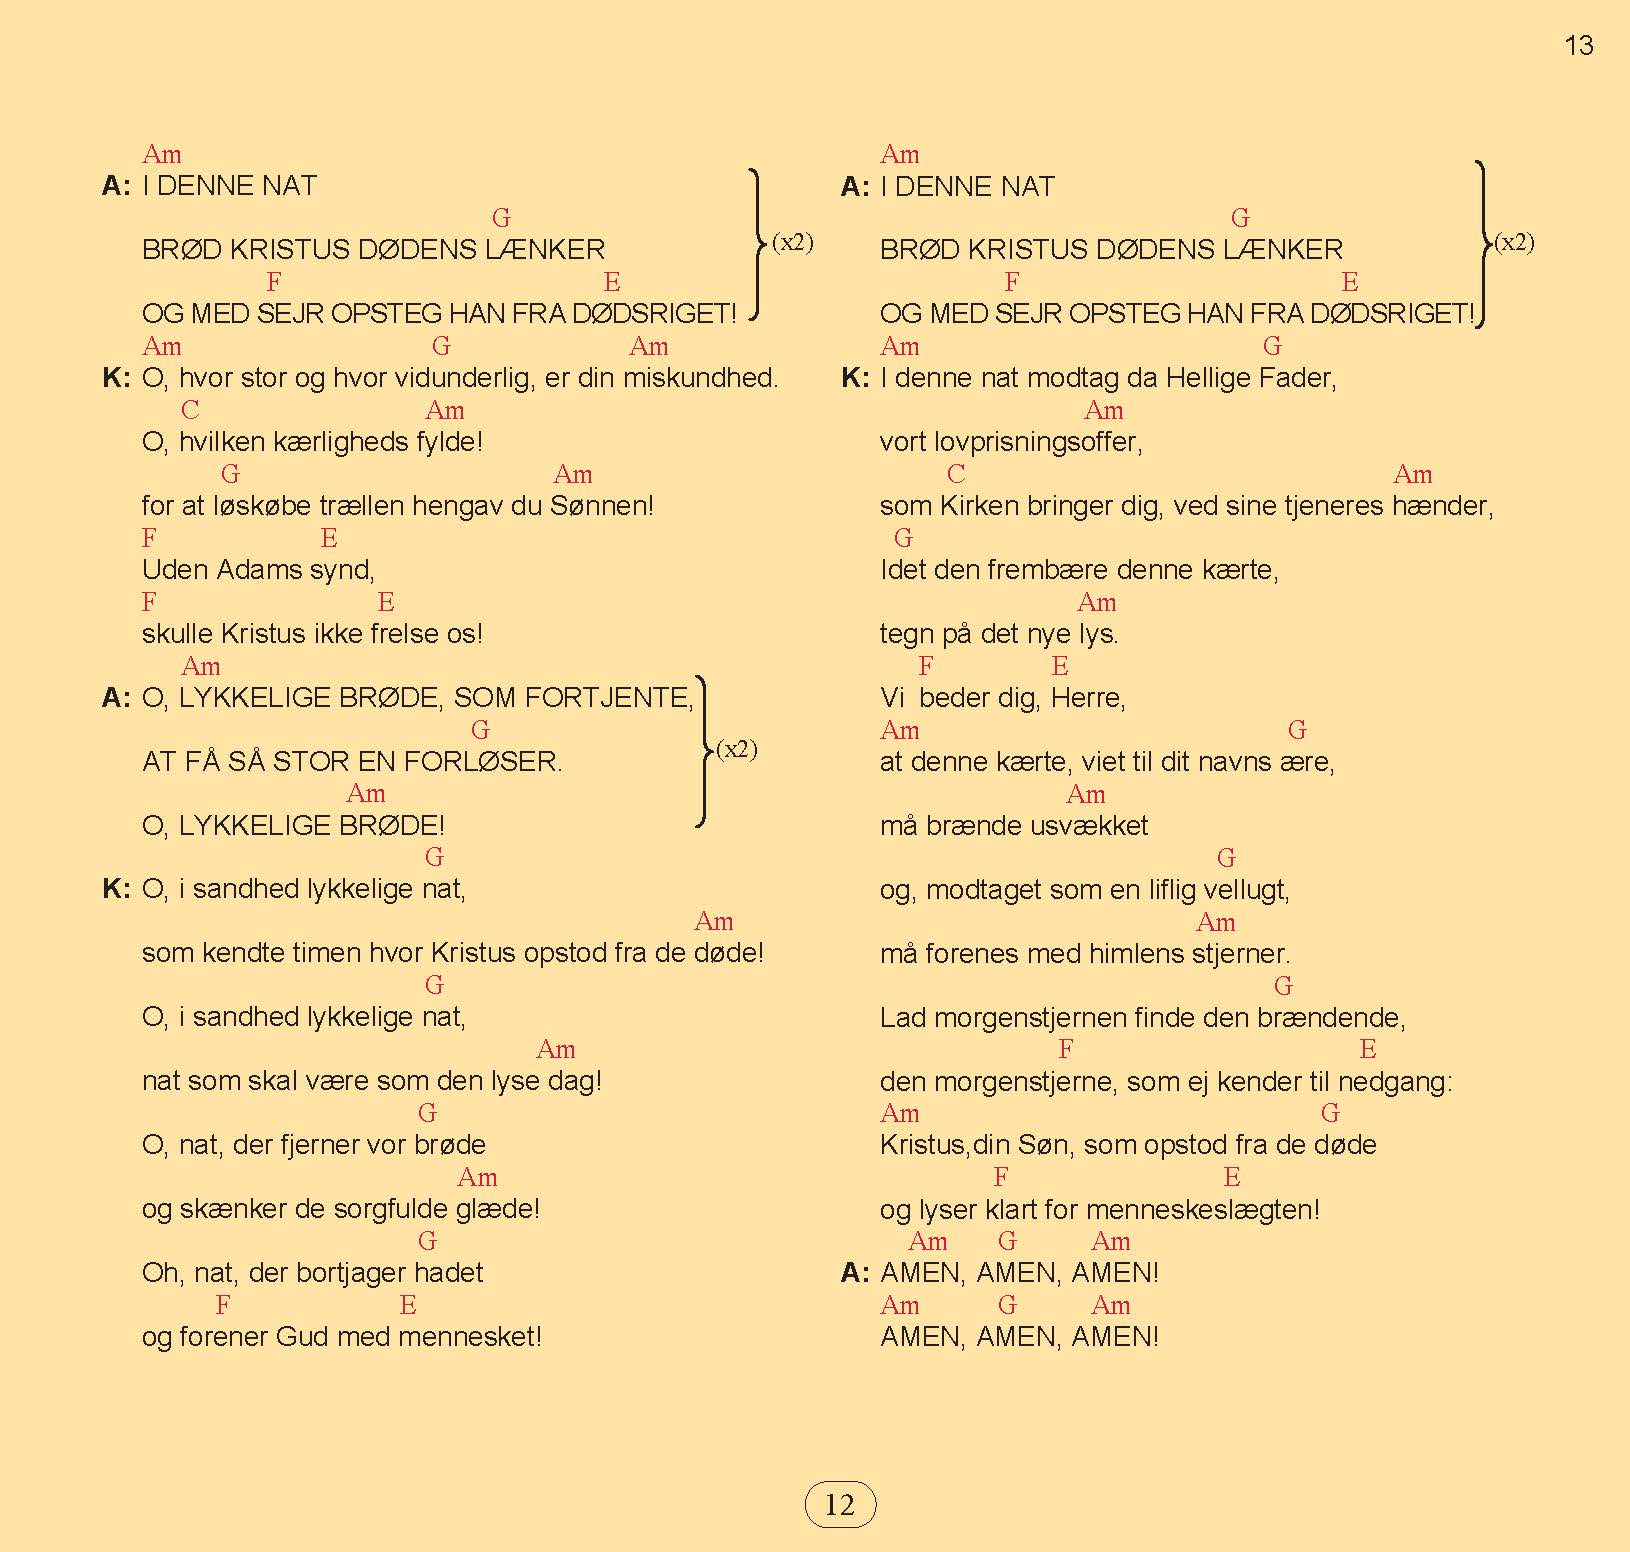 13
Am
A: I DENNE NAT
G
BRØD KRISTUS DØDENS LÆNKER (x2)
F E
OG MED SEJR OPSTEG HAN FRA DØDSRIGET!
Am G Am
K: O, hvor stor og hvor vidunderlig, er din miskundhed.
C Am
O, hvilken kærligheds fylde!
G Am
for at løskøbe trællen hengav du Sønnen!
F E
Uden Adams synd,
F E
skulle Kristus ikke frelse os!
Am
A: O, LYKKELIGE BRØDE, SOM FORTJENTE,
G
AT FÅ SÅ STOR EN FORLØSER. (x2)
Am
O, LYKKELIGE BRØDE!
G
K: O, i sandhed lykkelige nat,
Am
som kendte timen hvor Kristus opstod fra de døde!
G
O, i sandhed lykkelige nat,
Am
nat som skal være som den lyse dag!
G
O, nat, der fjerner vor brøde
Am
og skænker de sorgfulde glæde!
G
Oh, nat, der bortjager hadet
F E
og forener Gud med mennesket!
Am
A: I DENNE NAT
G
BRØD KRISTUS DØDENS LÆNKER (x2)
F E
OG MED SEJR OPSTEG HAN FRA DØDSRIGET!
Am G
K: I denne nat modtag da Hellige Fader,
Am
vort lovprisningsoffer,
C Am
som Kirken bringer dig, ved sine tjeneres hænder,
G
Idet den frembære denne kærte,
Am
tegn på det nye lys.
F E
Vi beder dig, Herre,
Am G
at denne kærte, viet til dit navns ære,
Am
må brænde usvækket
G
og, modtaget som en liflig vellugt,
Am
må forenes med himlens stjerner.
G
Lad morgenstjernen finde den brændende,
F E
den morgenstjerne, som ej kender til nedgang:
Am G
Kristus,din Søn, som opstod fra de døde
F E
og lyser klart for menneskeslægten!
Am G Am
A: AMEN, AMEN, AMEN!
Am G Am
AMEN, AMEN, AMEN!
12